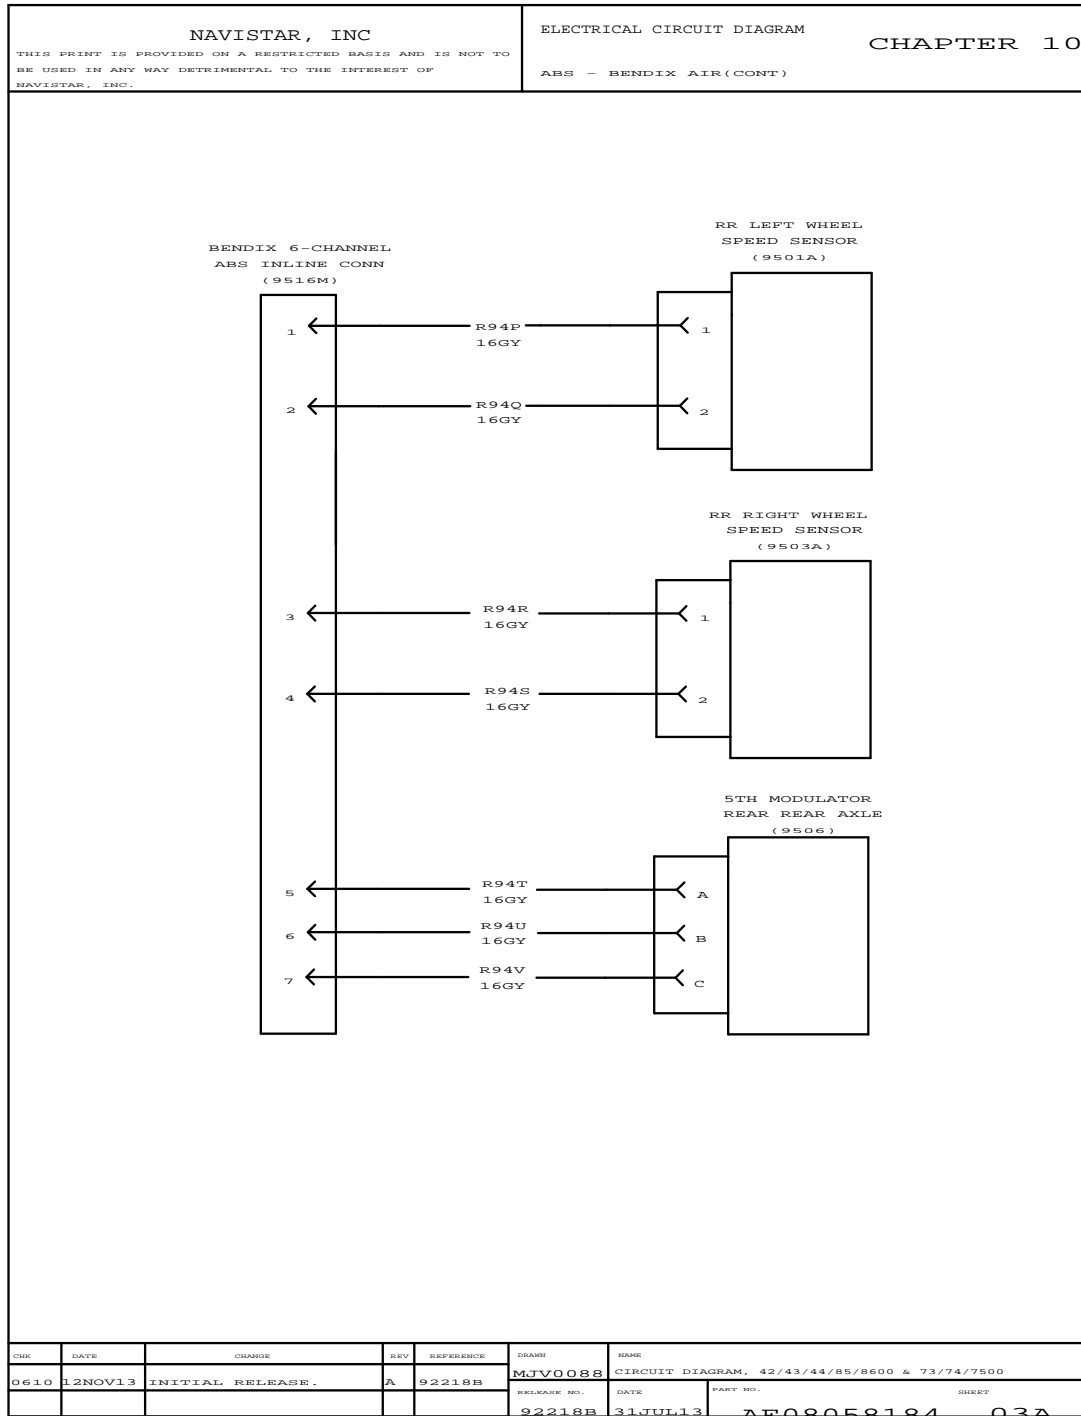 NAVISTAR, INC
THIS PRINT IS PROVIDED ON A RESTRICTED BASIS AND IS NOT TO
BE USED IN ANY WAY DETRIMENTAL TO THE INTEREST OF
NAVISTAR, INC.
ELECTRICAL CIRCUIT DIAGRAM
CHAPTER 10
ABS - BENDIX AIR(CONT)
BENDIX 6-CHANNEL
ABS INLINE CONN
(9516M)
RR LEFT WHEEL
SPEED SENSOR
(9501A)
1
R94P
16GY
1
2
R94Q
16GY
2
RR RIGHT WHEEL
SPEED SENSOR
(9503A)
3
R94R
16GY
1
4
R94S
16GY
2
5TH MODULATOR
REAR REAR AXLE
(9506)
5
R94T
16GY
A
6
R94U
16GY
B
7
R94V
16GY
C
CHK DATE CHANGE REV REFERENCE
0610 12NOV13 INITIAL RELEASE. A 92218B
DRAWN
MJV0088
NAME
CIRCUIT DIAGRAM, 42/43/44/85/8600 & 73/74/7500
RELEASE NO.
92218B
DATE
31JUL13
PART NO.
AF08058184
SHEET
03A